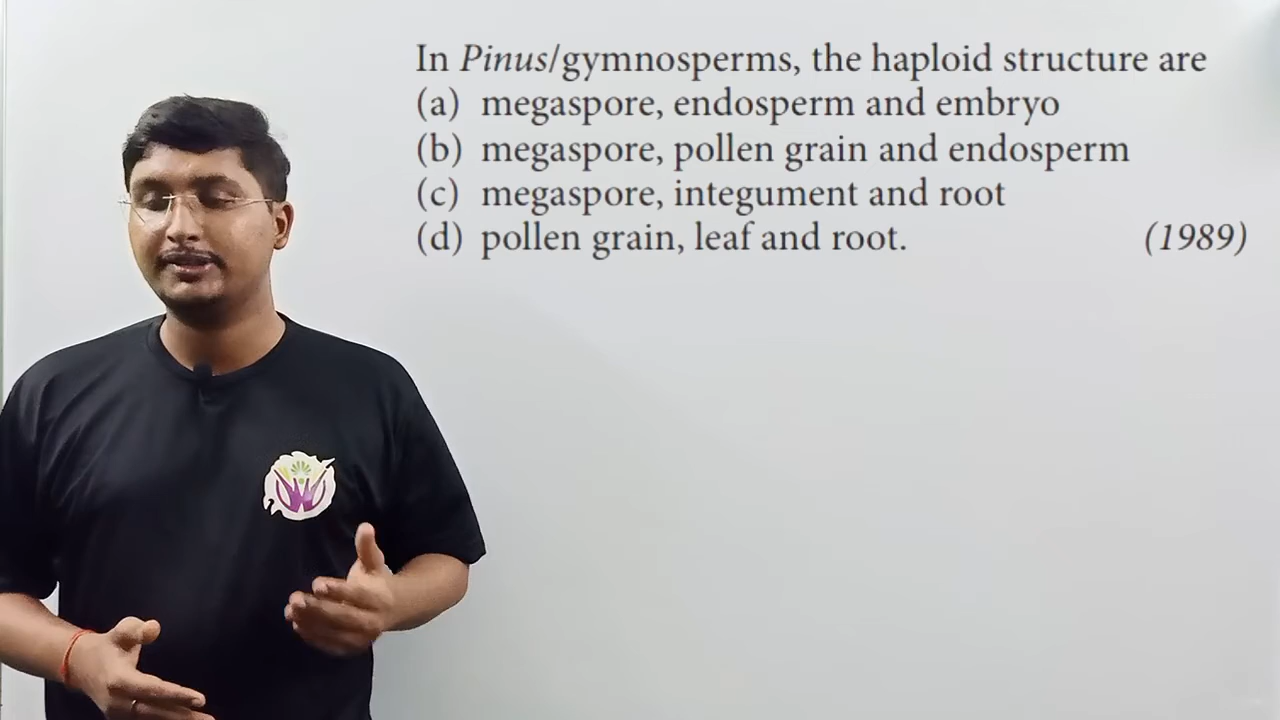 In Pinus/gymnosperms, the haploid structure are
(a) megaspore, endosperm and embryo
(b) megaspore, pollen grain and endosperm
(c) megaspore, integument and root
(d) pollen grain, leaf and root. (1989)